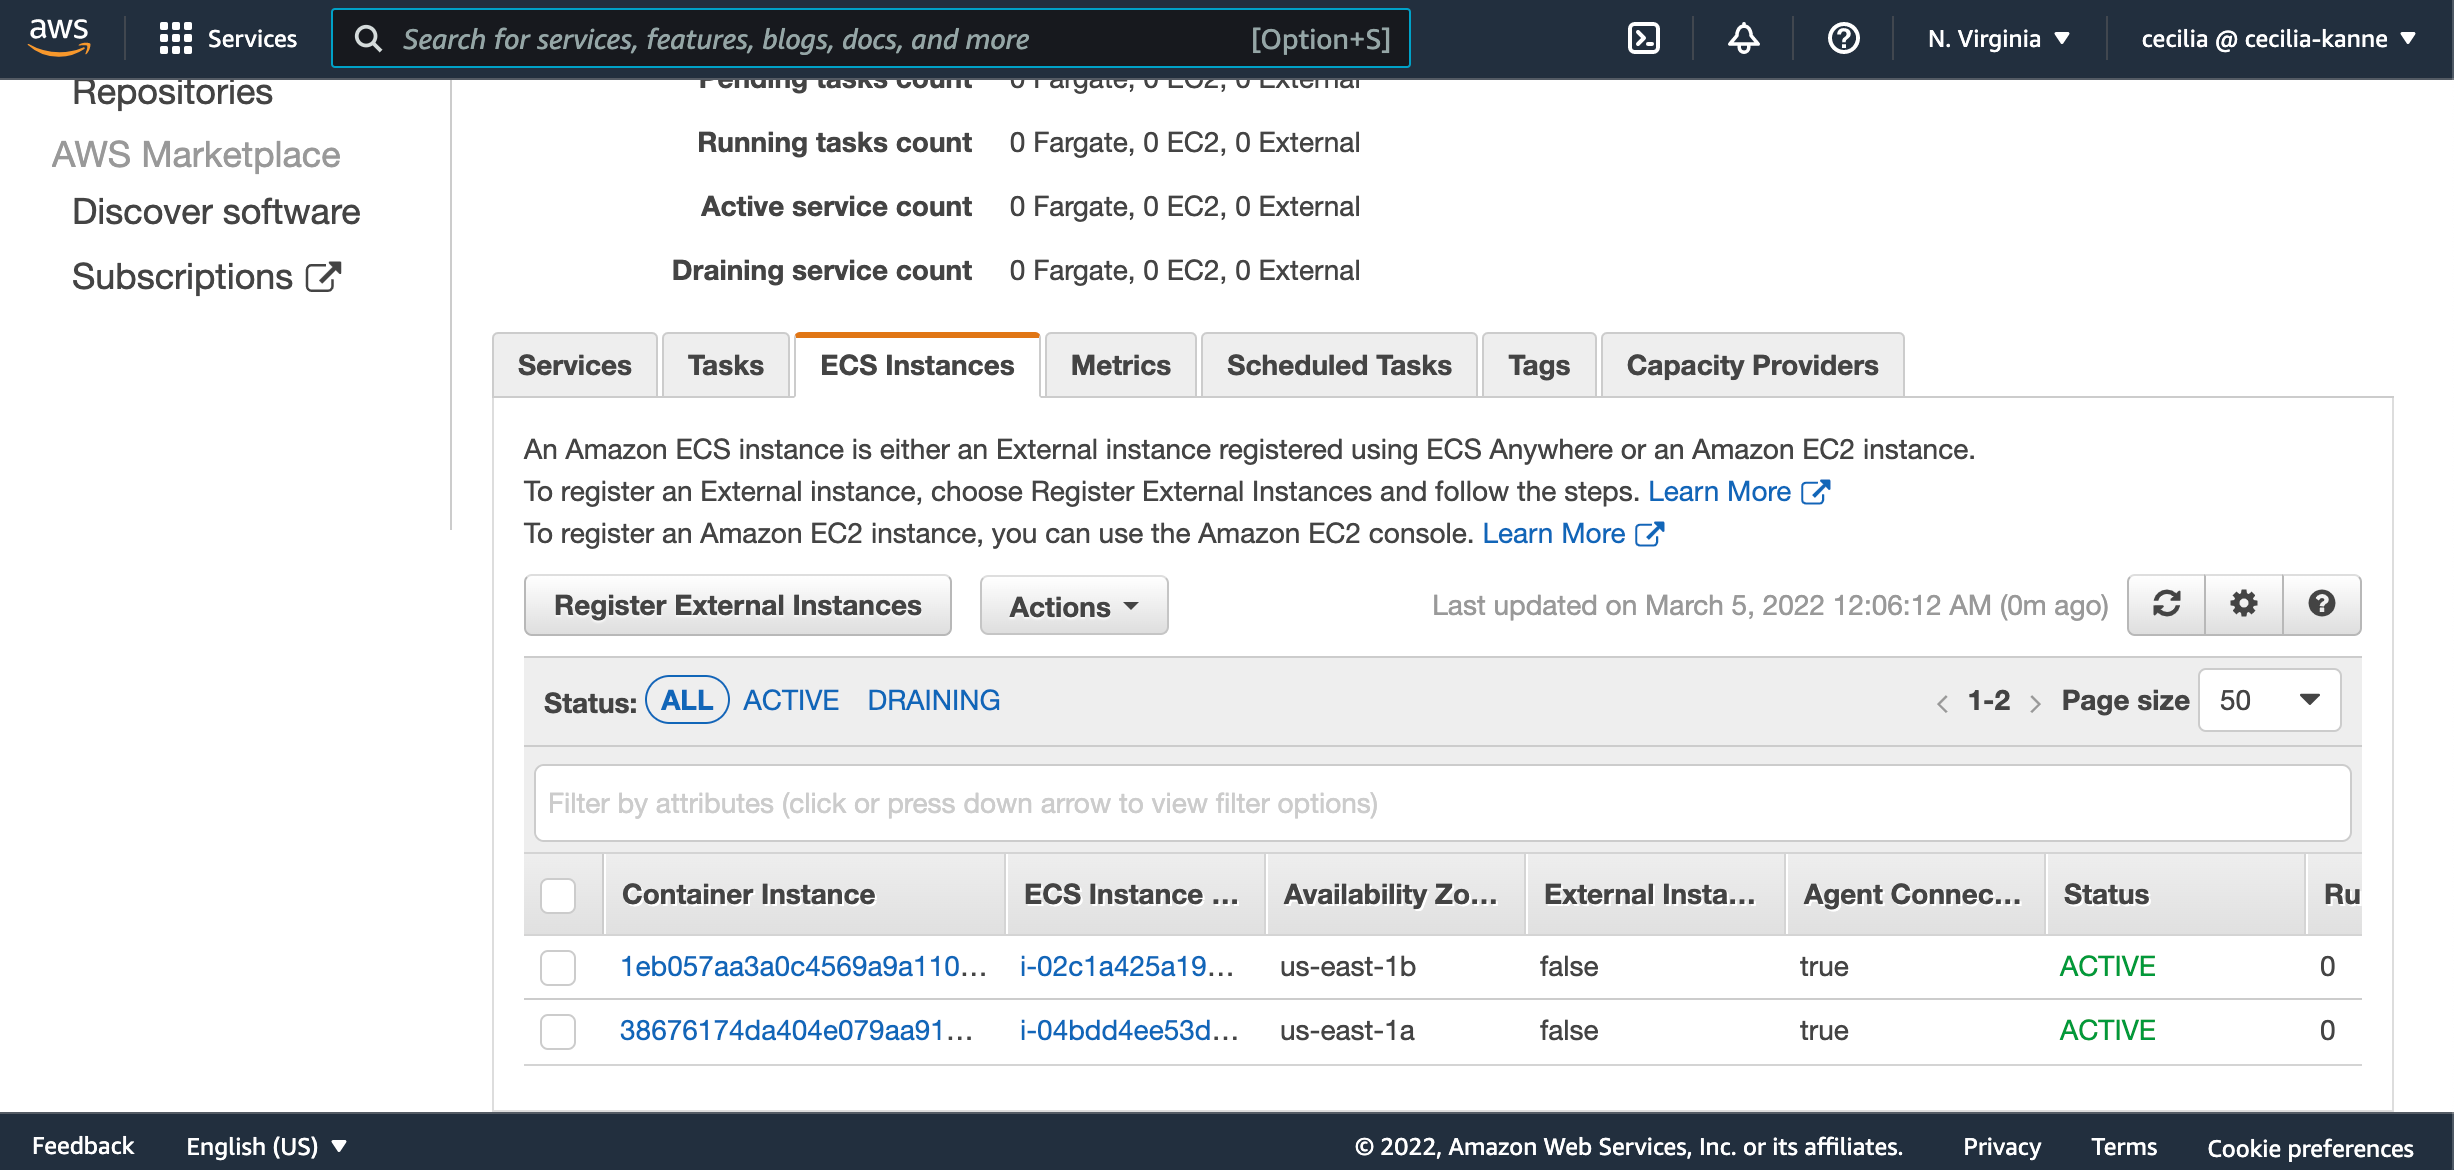 aws
Services
Search for services, features, blogs, docs, and more
[Option+S]
N. Virginia
cecilia @ cecilia-kanne
Repositories
AWS Marketplace
Discover software
Subscriptions
Pending tasks count 0 Fargate, 0 EC2, 0 External
Running tasks count 0 Fargate, 0 EC2, 0 External
Active service count 0 Fargate, 0 EC2, 0 External
Draining service count 0 Fargate, 0 EC2, 0 External
Services Tasks ECS Instances Metrics Scheduled Tasks Tags Capacity Providers
An Amazon ECS instance is either an External instance registered using ECS Anywhere or an Amazon EC2 instance.
To register an External instance, choose Register External Instances and follow the steps. Learn More
To register an Amazon EC2 instance, you can use the Amazon EC2 console. Learn More
Register External Instances Actions Last updated on March 5, 2022 12:06:12 AM (0m ago)
Status: ALL ACTIVE DRAINING < 1-2 > Page size 50
Filter by attributes (click or press down arrow to view filter options)
Container Instance ECS Instance ... Availability Zo... External Insta... Agent Connec... Status Ru
1eb057aa3a0c4569a9a110... i-02c1a425a19... us-east-1b false true ACTIVE 0
38676174da404e079aa91... i-04bdd4ee53d... us-east-1a false true ACTIVE 0
Feedback English (US) © 2022, Amazon Web Services, Inc. or its affiliates. Privacy Terms Cookie preferences